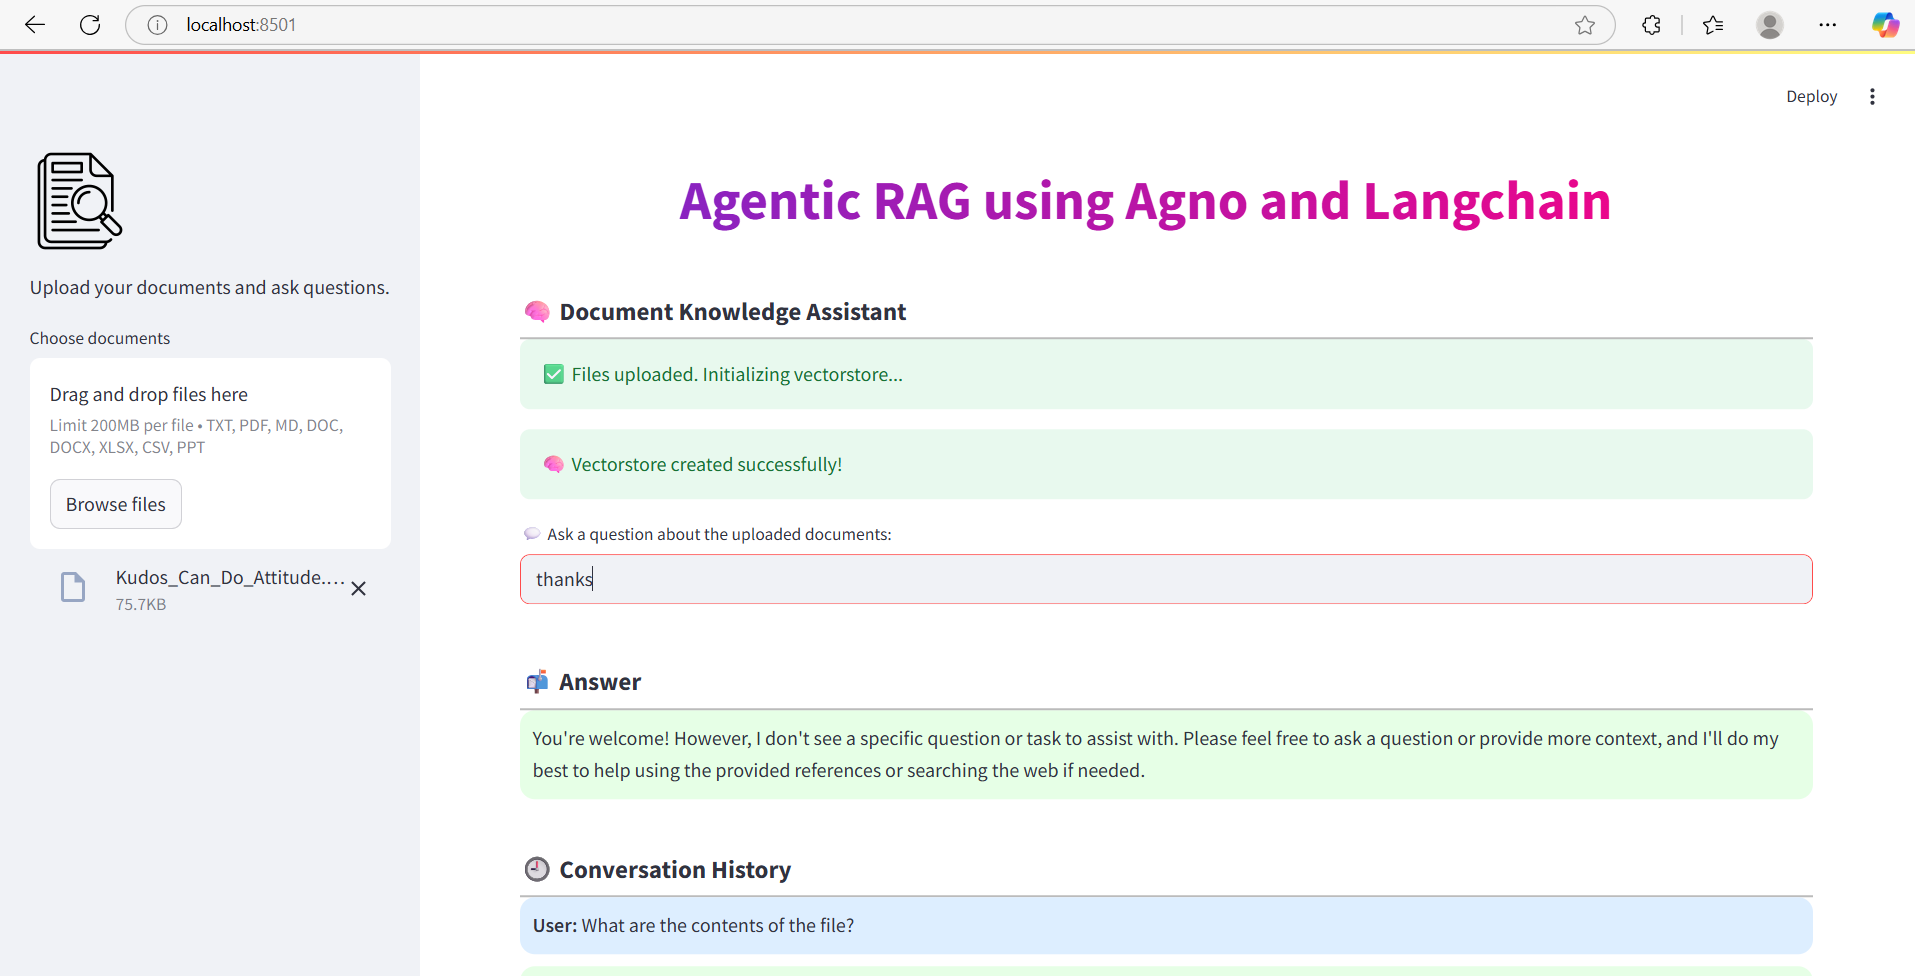 localhost:8501
Deploy
Upload your documents and ask questions.
Choose documents
Drag and drop files here
Limit 200MB per file • TXT, PDF, MD, DOC,
DOCX, XLSX, CSV, PPT
Browse files
Kudos_Can_Do_Attitude....
75.7KB
Agentic RAG using Agno and Langchain
Document Knowledge Assistant
Files uploaded. Initializing vectorstore...
Vectorstore created successfully!
Ask a question about the uploaded documents:
thanks
Answer
You're welcome! However, I don't see a specific question or task to assist with. Please feel free to ask a question or provide more context, and I'll do my
best to help using the provided references or searching the web if needed.
Conversation History
User: What are the contents of the file?